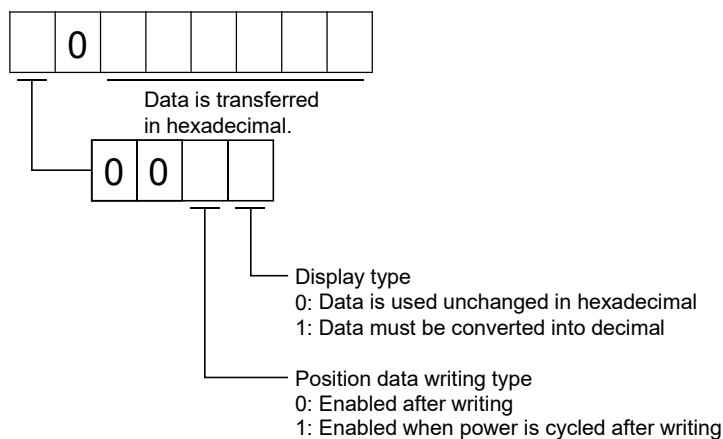 0
Data is transferred
in hexadecimal.
0 0
Display type
0: Data is used unchanged in hexadecimal
1: Data must be converted into decimal
Position data writing type
0: Enabled after writing
1: Enabled when power is cycled after writing